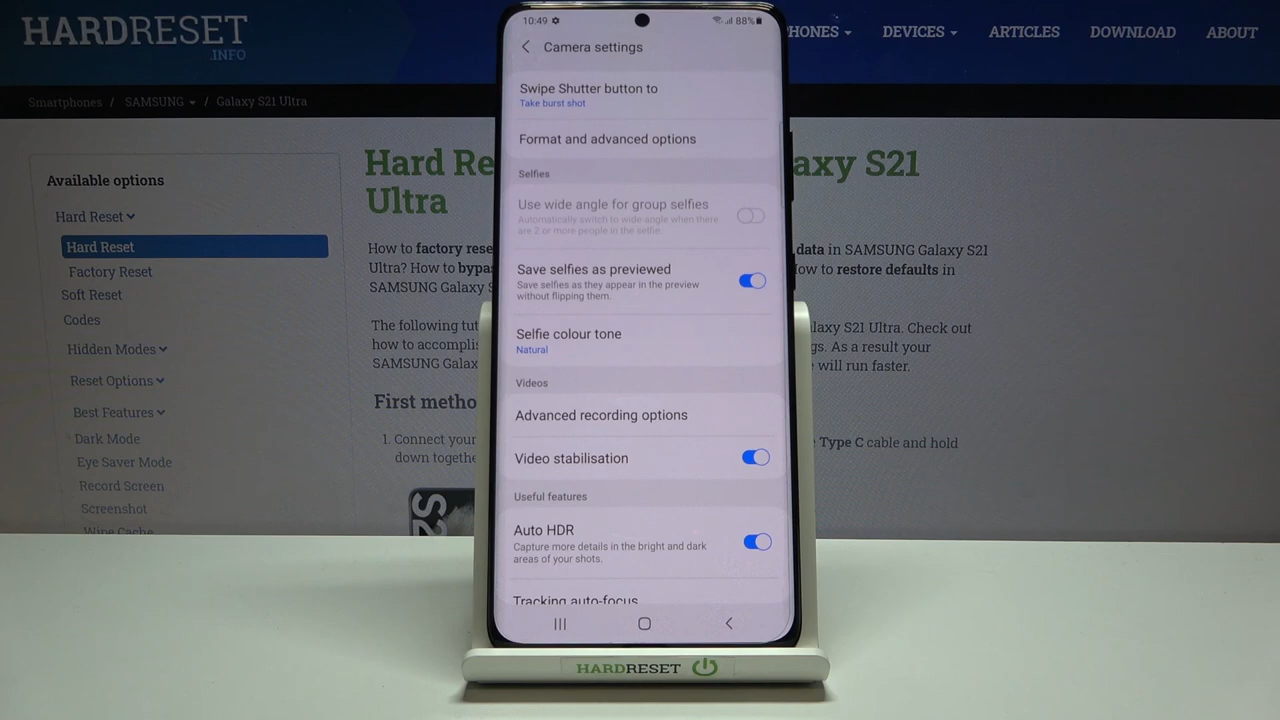 HARDRESET
.INFO
PHONES
DEVICES
ARTICLES
DOWNLOAD
ABOUT
Smartphones / SAMSUNG / Galaxy S21 Ultra
Available options
Hard Reset
Hard Reset
Factory Reset
Soft Reset
Codes
Hidden Modes
Reset Options
Best Features
Dark Mode
Eye Saver Mode
Record Screen
Screenshot
Wipe Cache
Hard Re
axy S21
Ultra
How to factory rese
data in SAMSUNG Galaxy S21
Ultra? How to bypa
ow to restore defaults in
SAMSUNG Galaxy S
The following tut
laxy S21 Ultra. Check out
how to accompli
gs. As a result your
SAMSUNG Galax
will run faster.
First metho
1. Connect your
Type C cable and hold
down togethe
S2
10:49
88%
Camera settings
Swipe Shutter button to
Take burst shot
Format and advanced options
Selfies
Use wide angle for group selfies
Automatically switch to wide angle when there
are 2 or more people in the selfie.
Save selfies as previewed
Save selfies as they appear in the preview
without flipping them.
Selfie colour tone
Natural
Videos
Advanced recording options
Video stabilisation
Useful features
Auto HDR
Capture more details in the bright and dark
areas of your shots.
Tracking auto-focus
HARDRESET